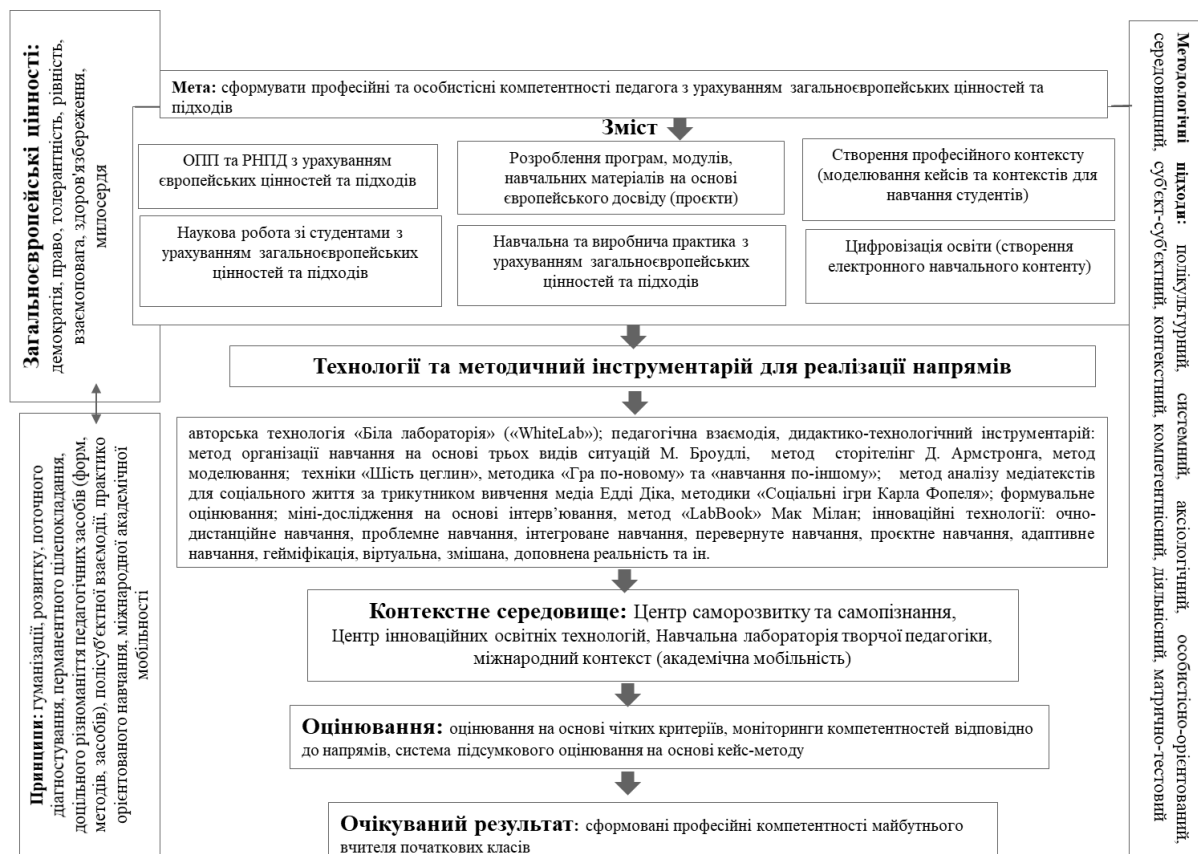 Загальноєвропейські цінності:
демократія, право, толерантність, рівність,
взаємоповага, здоров'язбереження,
милосердя
Мета: сформувати професійні та особистісні компетентності педагога з урахуванням загальноєвропейських цінностей та
підходів
Зміст
ОПП та РНПД з урахуванням
європейських цінностей та підходів
Розроблення програм, модулів,
навчальних матеріалів на основі
європейського досвіду (проєкти)
Створення професійного контексту
(моделювання кейсів та контекстів для
навчання студентів)
Наукова робота зі студентами з
урахуванням загальноєвропейських
цінностей та підходів
Навчальна та виробнича практика з
урахуванням загальноєвропейських
цінностей та підходів
Цифровізація освіти (створення
електронного навчального контенту)
Технології та методичний інструментарій для реалізації напрямів
авторська технологія «Біла лабораторія» («WhiteLab»); педагогічна взаємодія, дидактико-технологічний інструментарій:
метод організації навчання на основі трьох видів ситуацій М. Броудлі, метод сторітелінг Д. Армстронга, метод
моделювання; техніки «Шість цеглин», методика «Гра по-новому» та «навчання по-іншому»; метод аналізу медіатекстів
для соціального життя за трикутником вивчення медіа Едді Діка, методики «Соціальні ігри Карла Фопеля»; формувальне
оцінювання; міні-дослідження на основі інтерв'ювання, метод «LabBook» Мак Мілан; інноваційні технології: очно-
дистанційне навчання, проблемне навчання, інтегроване навчання, перевернуте навчання, проєктне навчання, адаптивне
навчання, гейміфікація, віртуальна, змішана, доповнена реальність та ін.
Контекстне середовище: Центр саморозвитку та самопізнання,
Центр інноваційних освітніх технологій, Навчальна лабораторія творчої педагогіки,
міжнародний контекст (академічна мобільність)
Оцінювання: оцінювання на основі чітких критеріїв, моніторинги компетентностей відповідно
до напрямів, система підсумкового оцінювання на основі кейс-методу
Очікуваний результат: сформовані професійні компетентності майбутнього
вчителя початкових класів
Принципи: гуманізації, розвитку, поточного
діагностування, перманентного цілепокладання,
доцільного різноманіття педагогічних засобів (форм,
методів, засобів), полісуб'єктної взаємодії, практико
орієнтованого навчання, міжнародної академічної
мобільності
Методологічні підходи: полікультурний, системний, аксіологічний, особистісно-орієнтований,
середовищний, суб'єкт-суб'єктний, контекстний, компетентнісний, діяльнісний, матрично-тестовий